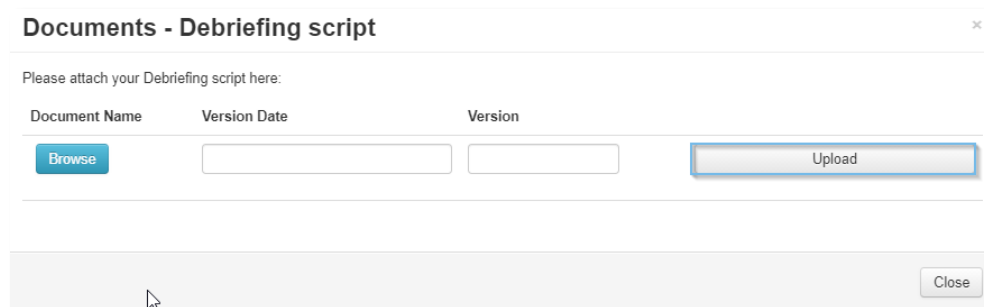 Documents - Debriefing script
×
Please attach your Debriefing script here:
Document Name Version Date Version
Browse Upload
Close